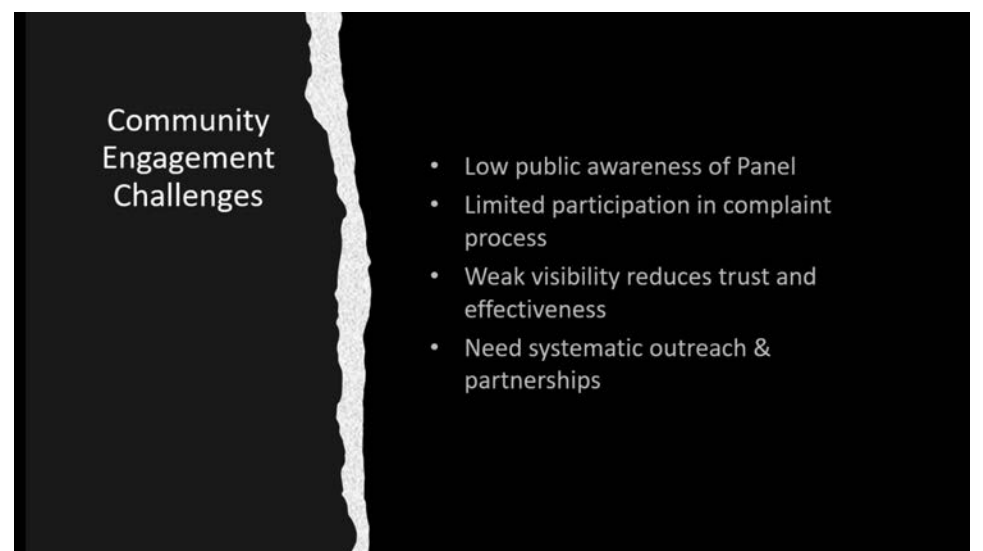 Community
Engagement
Challenges
• Low public awareness of Panel
• Limited participation in complaint
process
• Weak visibility reduces trust and
effectiveness
• Need systematic outreach &
partnerships